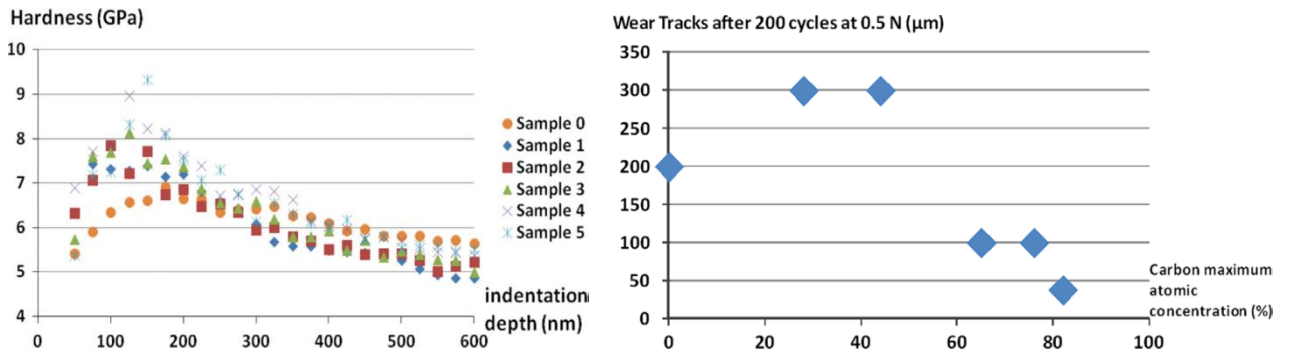 Hardness (GPa)
10
9
8
7
6
5
4
0
100
200
300
400
500
600
indentation
depth (nm)
Sample 0
Sample 1
Sample 2
Sample 3
Sample 4
Sample 5
Wear Tracks after 200 cycles at 0.5 N (µm)
350
300
250
200
150
100
50
0
0
20
40
60
80
100
Carbon maximum
atomic
concentration (%)